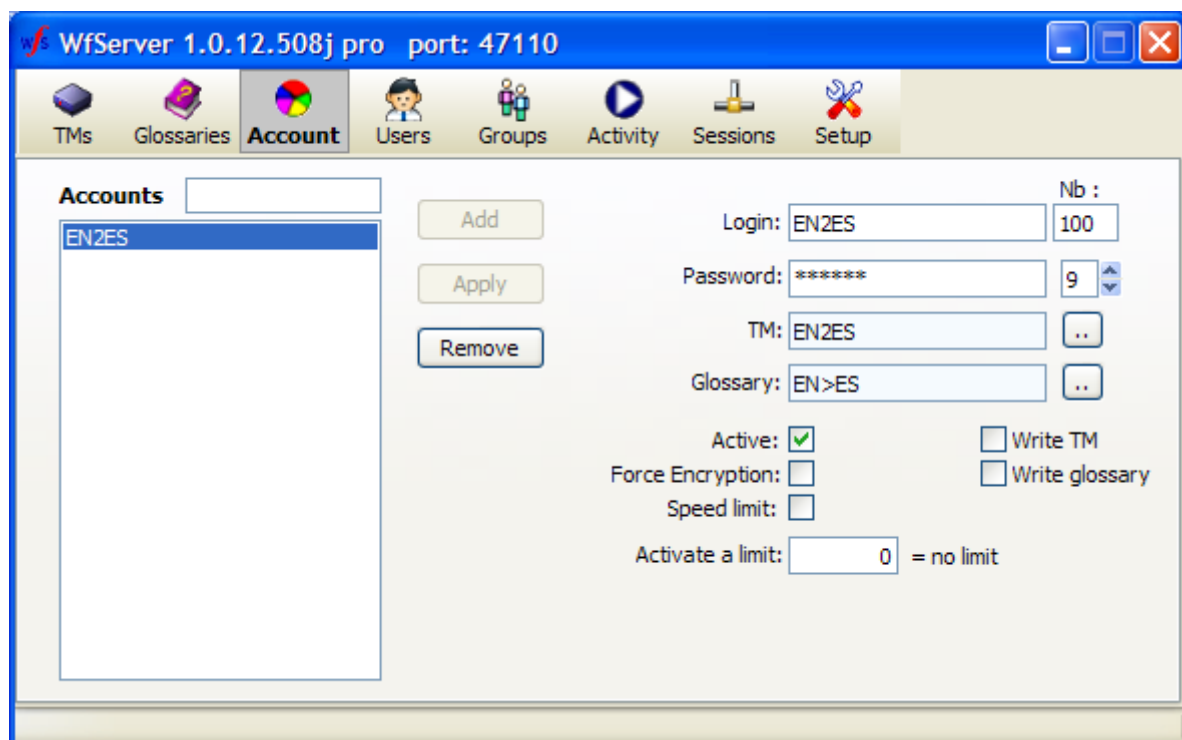 wfs WfServer 1.0.12.508j pro port: 47110
TMs Glossaries Account Users Groups Activity Sessions Setup
Accounts
EN2ES
Add
Apply
Remove
Nb :
Login: EN2ES 100
Password: ****** 9
TM: EN2ES ..
Glossary: EN>ES ..
Active: Write TM
Force Encryption: Write glossary
Speed limit:
Activate a limit: 0 = no limit